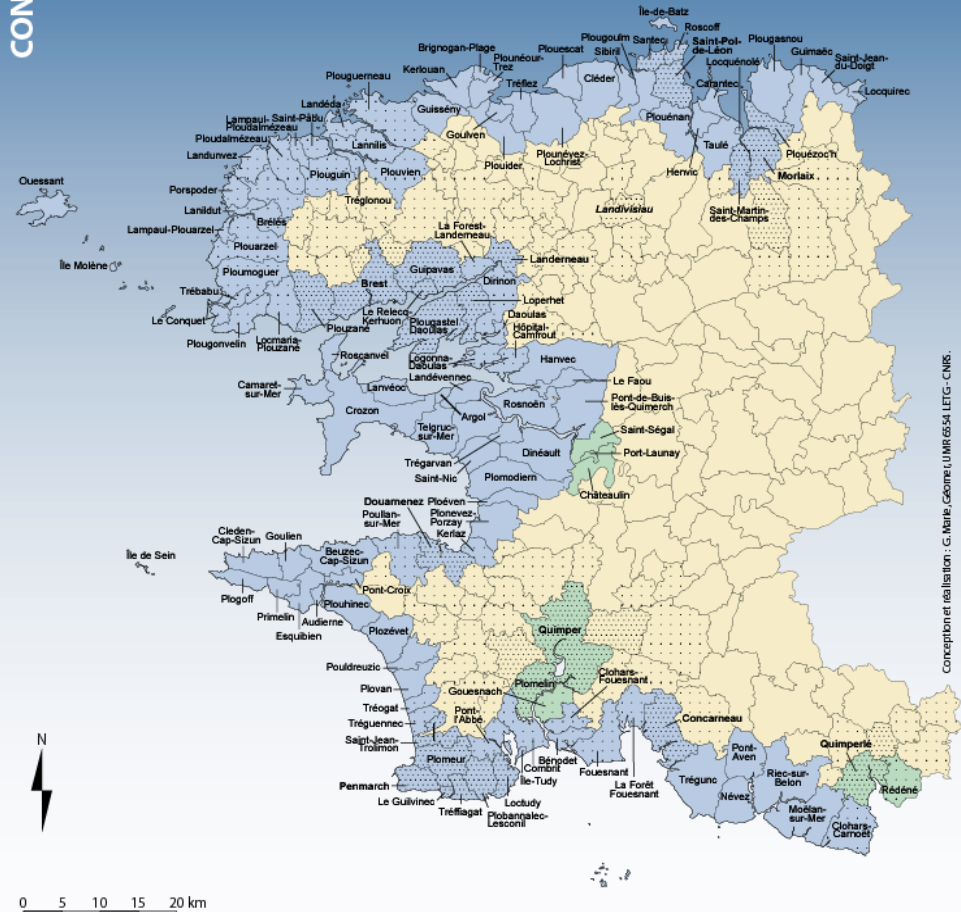 CON
Île-de-Batz
Roscoff
Plougoulm
Santec
Sibiril
Saint-Pol-
de-Léon
Plougasnou
Guimaëc
Saint-Jean-
du-Doigt
Locquirec
Locquénolé
Carantec
Brignogan-Plage
Plounéour-
Trez
Plouescat
Cléder
Kerlouan
Tréflez
Plouguerneau
Guissény
Goulven
Plouider
Plounévez-
Lochrist
Plouénan
Henvic
Taulé
Plouézoc'h
Morlaix
Saint-Martin-
des-Champs
Landivisiau
Landéda
Saint-Pabu
Lampaul-
Ploudalmézeau
Ploudalmézeau
Landunvez
Lannilis
Plouguin
Plouvien
Tréglonou
Porspoder
Lanildut
Brélès
Lampaul-Plouarzel
Plouarzel
Ouessant
Île Molène
Ploumoguer
Trébabu
Le Conquet
Plougonvelin
Locmaria-
Plouzané
Plouzané
Brest
Guipavas
La Forest-
Landerneau
Landerneau
Dirinon
Loperhet
Daoulas
Hôpital-
Camfrout
Le Relecq-
Kerhuon
Plougastel
Daoulas
Logonna-
Daoulas
Landévennec
Hanvec
Le Faou
Pont-de-Buis-
lès-Quimerch
Saint-Ségal
Port-Launay
Châteaulin
Roscanvel
Camaret-
sur-Mer
Lanvéoc
Crozon
Argol
Rosnoën
Telgruc-
sur-Mer
Dinéault
Trégarvan
Saint-Nic
Plomodiern
Douarnenez
Ploéven
Poullan-
sur-Mer
Plonevez-
Porzay
Kerlaz
Île de Sein
Cleden-
Cap-Sizun
Goulien
Beuzec-
Cap-Sizun
Pont-Croix
Plogoff
Primelin
Esquibien
Audierne
Plouhinec
Plozévet
Pouldreuzic
Plovan
Tréogat
Tréguennec
Saint-Jean-
Trolimon
Plomeur
Penmarch
Le Guilvinec
Tréffiagat
Plobannalec-
Lesconil
Loctudy
Île-Tudy
Combrit
Bénodet
Pont-
l'Abbé
Gouesnach
Plomelin
Quimper
Clohars-
Fouesnant
Fouesnant
La Forêt
Fouesnant
Concarneau
Trégunc
Pont-
Aven
Névez
Riec-sur-
Belon
Moëlan-
sur-Mer
Clohars-
Carnoët
Quimperlé
Rédéné
N
0 5 10 15 20 km
Conception et réalisation : G. Marie, Géomer, UMR 6554 LETG - CNRS.